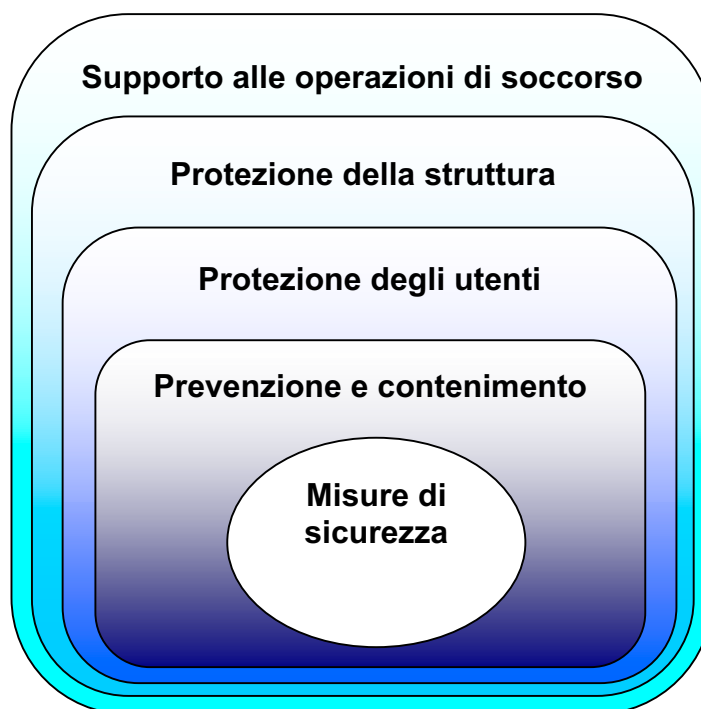 Supporto alle operazioni di soccorso
Protezione della struttura
Protezione degli utenti
Prevenzione e contenimento
Misure di
sicurezza